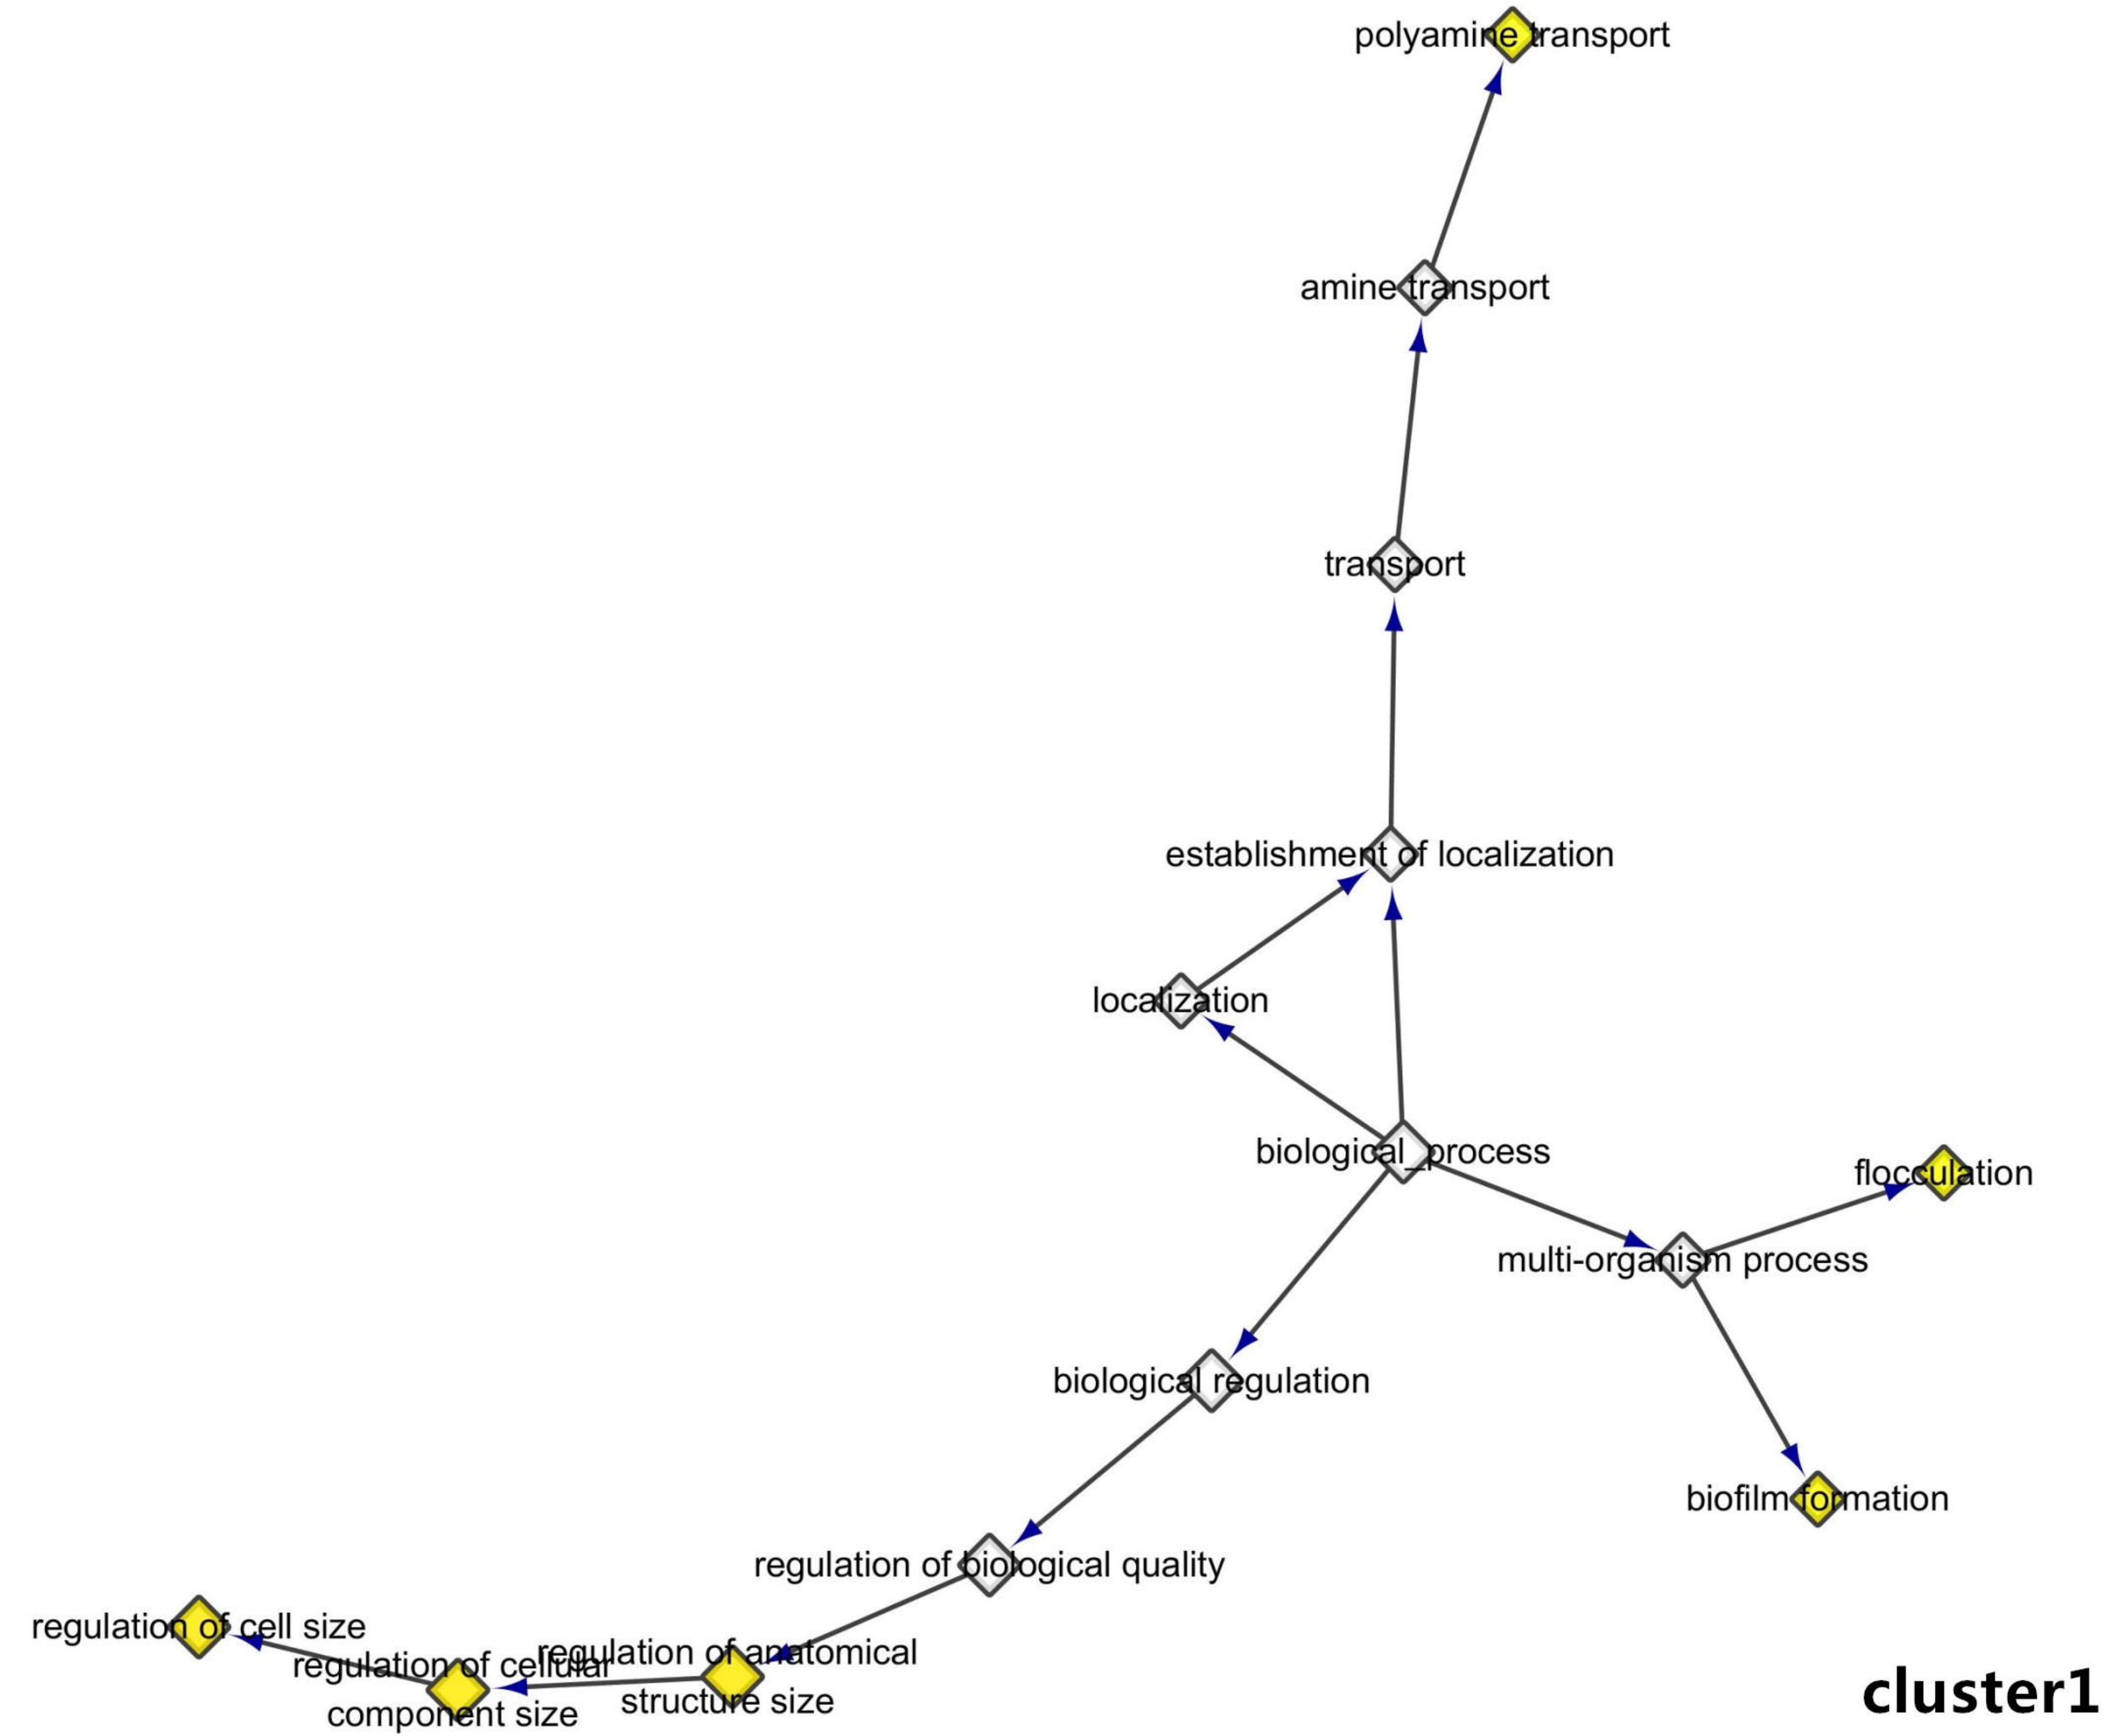 polyamine transport
amine transport
transport
establishment of localization
localization
biological_process
flocculation
multi-organism process
biological regulation
biofilm formation
regulation of biological quality
regulation of cell size
regulation of cellular
component size
regulation of anatomical
structure size
cluster1